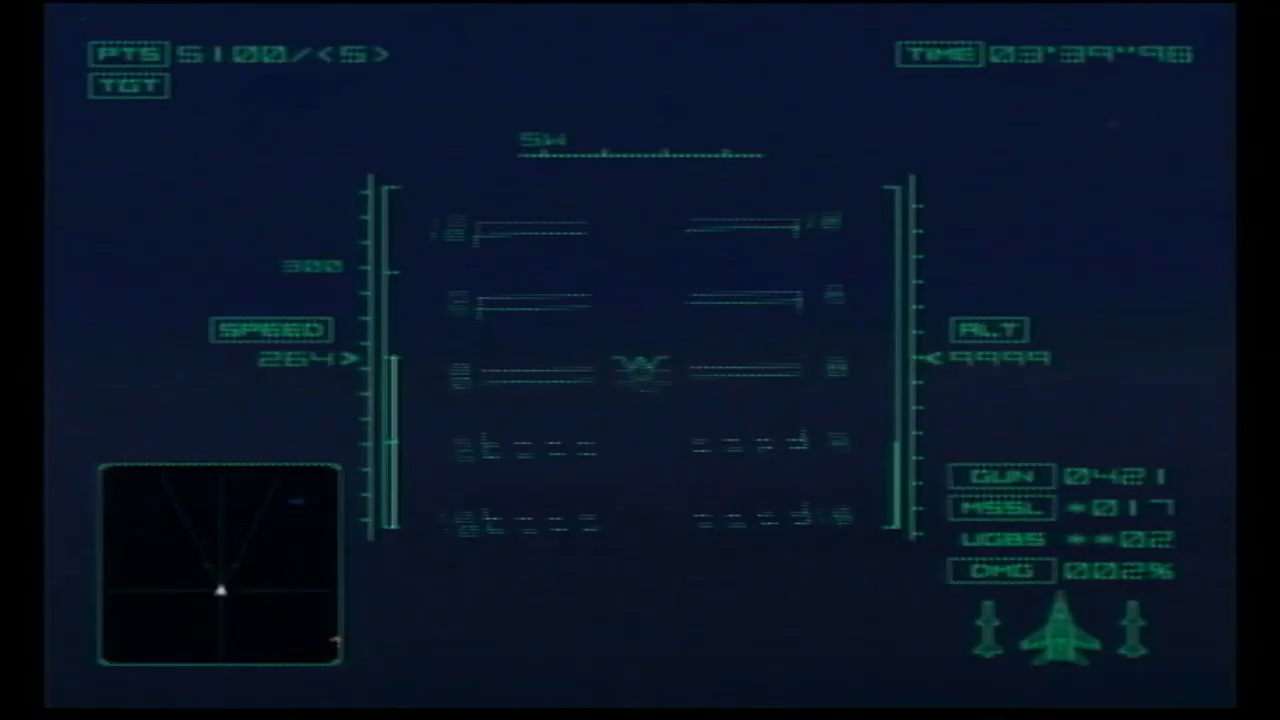 PTS 5100/<5>
TIME 03'39"98
TGT
SW
300
SPEED
264>
ALT
<9999
GUN 0421
MSSL *017
UGBS **02
DMG 002%